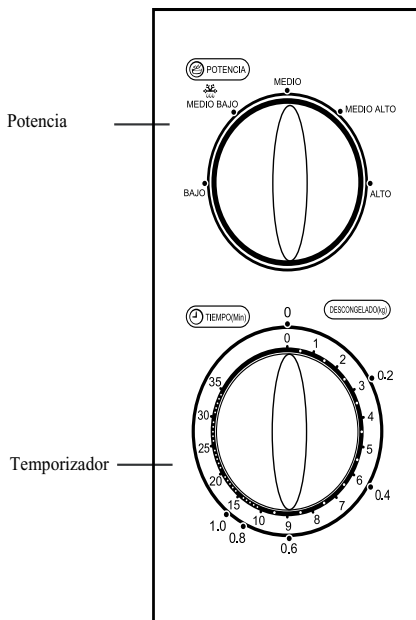 POTENCIA
MEDIO
MEDIO BAJO
MEDIO ALTO
Potencia
BAJO
ALTO
TIEMPO(Min)
0
DESCONGELADO(kg)
0
1
2
3
4
5
6
7
8
9
10
15
20
25
30
35
0.2
0.4
0.6
0.8
1.0
Temporizador